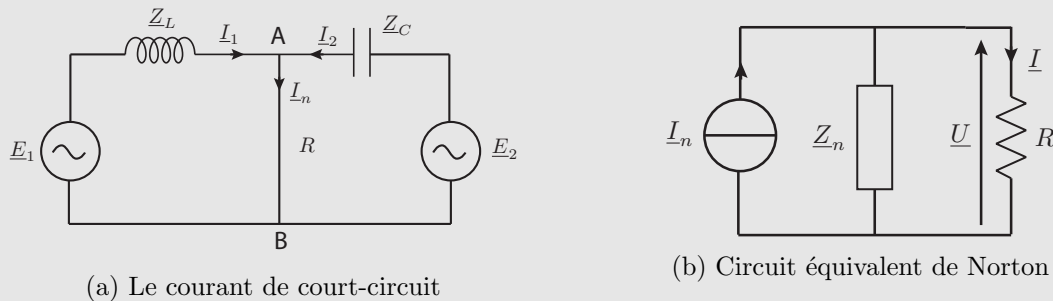 Z_L
I_1 A I_2 Z_C
I_n
E_1 R E_2
B
(a) Le courant de court-circuit
I
I_n Z_n U R
(b) Circuit équivalent de Norton